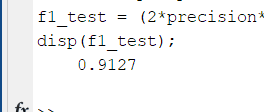 f1_test = (2*precision*
disp(f1_test);
0.9127
fx >>